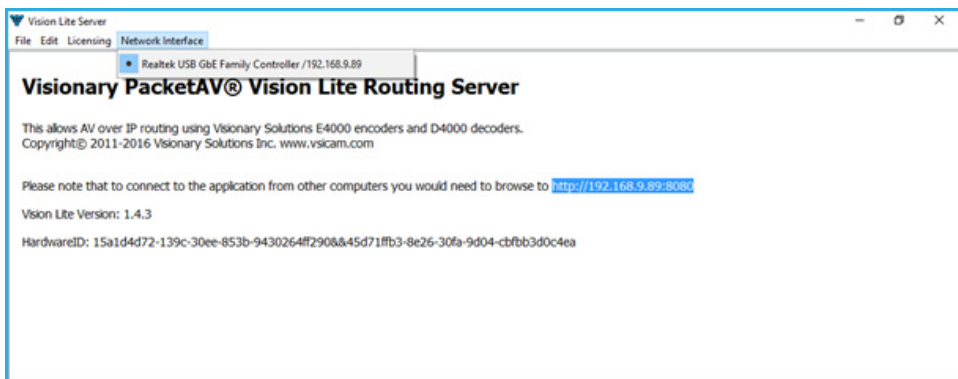 Vision Lite Server
File Edit Licensing Network Interface
Realtek USB GbE Family Controller /192.168.9.89
Visionary PacketAV® Vision Lite Routing Server
This allows AV over IP routing using Visionary Solutions E4000 encoders and D4000 decoders.
Copyright© 2011-2016 Visionary Solutions Inc. www.vsicam.com
Please note that to connect to the application from other computers you would need to browse to http://192.168.9.89:8080
Vision Lite Version: 1.4.3
HardwareID: 15a1d4d72-139c-30ee-853b-9430264ff290&&45d71ffb3-8e26-30fa-9d04-cbfbb3d0c4ea